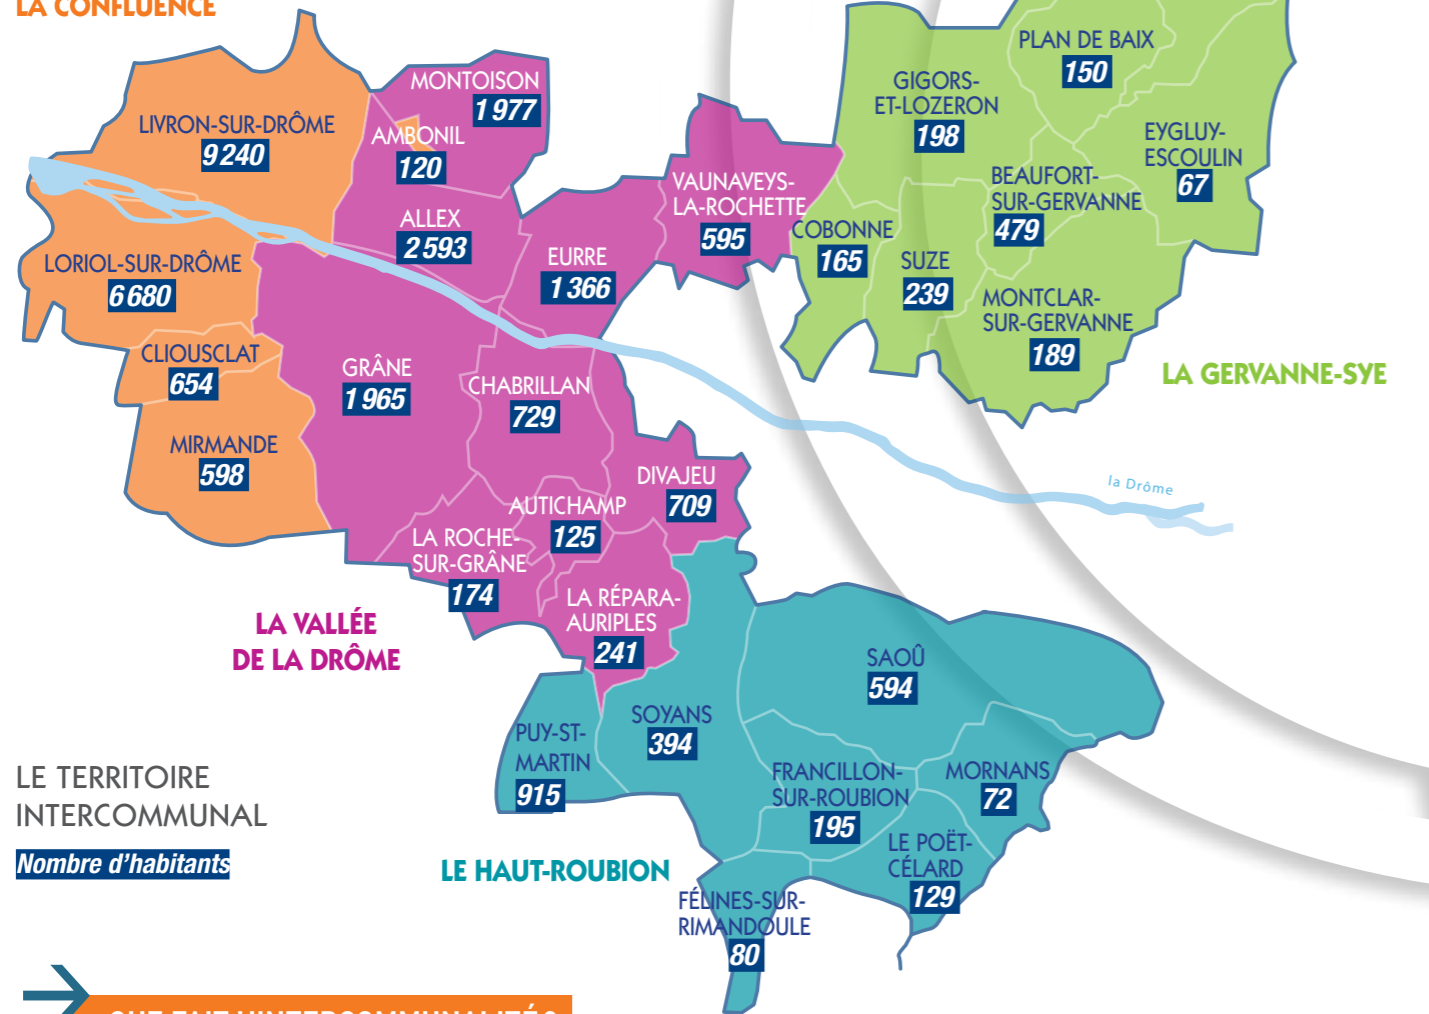 LA CONFLUENCE
LIVRON-SUR-DRÔME
9 240
LORIOL-SUR-DRÔME
6 680
CLIOUSCLAT
654
MIRMANDE
598
MONTOISON
1 977
AMBONIL
120
ALLEX
2 593
EURRE
1 366
VAUNAVEYS-
LA-ROCHETTE
595
GRÂNE
1 965
CHABRILLAN
729
DIVAJEU
709
AUTICHAMP
125
LA ROCHE-
SUR-GRÂNE
174
LA RÉPARA-
AURIPLES
241
LA VALLÉE
DE LA DRÔME
PLAN DE BAIX
150
GIGORS-
ET-LOZERON
198
EYGLUY-
ESCOULIN
67
BEAUFORT-
SUR-GERVANNE
479
COBONNE
165
SUZE
239
MONTCLAR-
SUR-GERVANNE
189
LA GERVANNE-SYE
la Drôme
SAOÛ
594
SOYANS
394
PUY-ST-
MARTIN
915
FRANCILLON-
SUR-ROUBION
195
MORNANS
72
LE POËT-
CÉLARD
129
FÉLINES-SUR-
RIMANDOULE
80
LE HAUT-ROUBION
LE TERRITOIRE
INTERCOMMUNAL
Nombre d'habitants
QUE FAIT L'INTERCOMMUNALITÉ ?